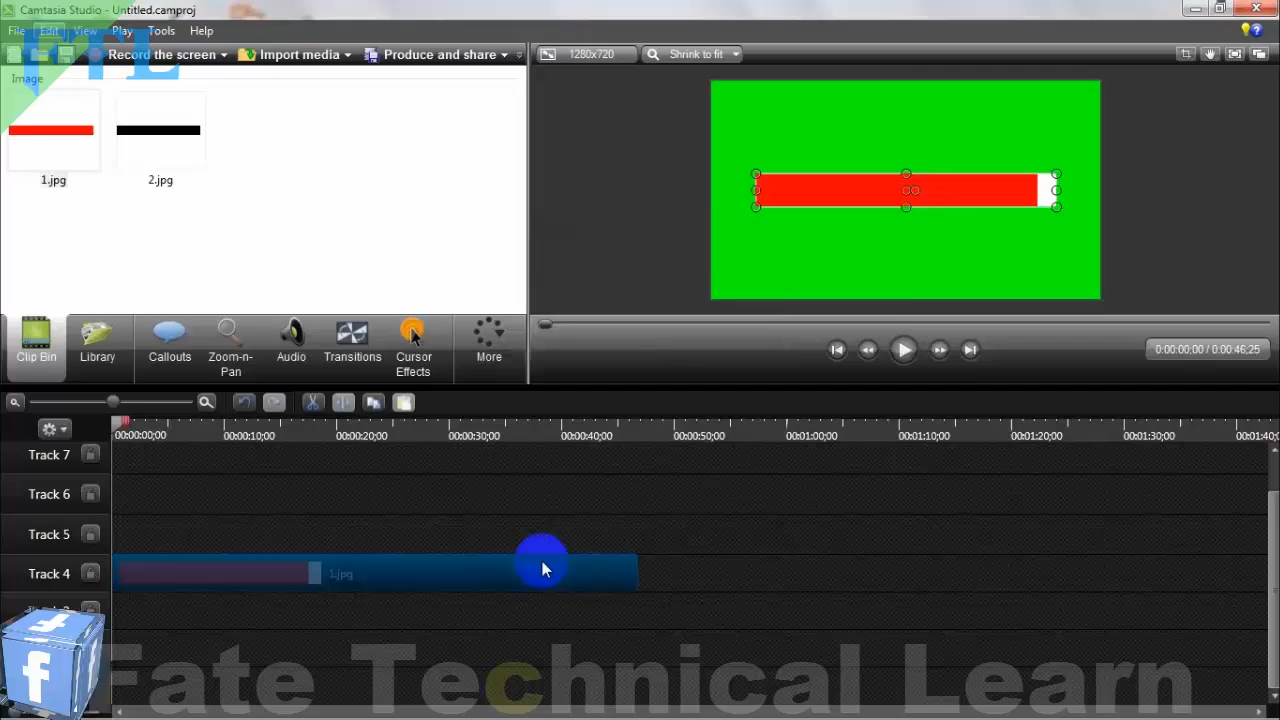 Camtasia Studio - Untitled.camproj
File Edit View Play Tools Help
FTL
Record the screen Import media Produce and share
1280x720 Shrink to fit
Image
1.jpg 2.jpg
Clip Bin Library Callouts Zoom-n-Pan Audio Transitions Cursor Effects More
0:00:00;00 / 0:00:46;25
00:00:00;00 00:00:10;00 00:00:20;00 00:00:30;00 00:00:40;00 00:00:50;00 00:01:00;00 00:01:10;00 00:01:20;00 00:01:30;00
Track 7
Track 6
Track 5
Track 4 1.jpg
Fate Technical Learn